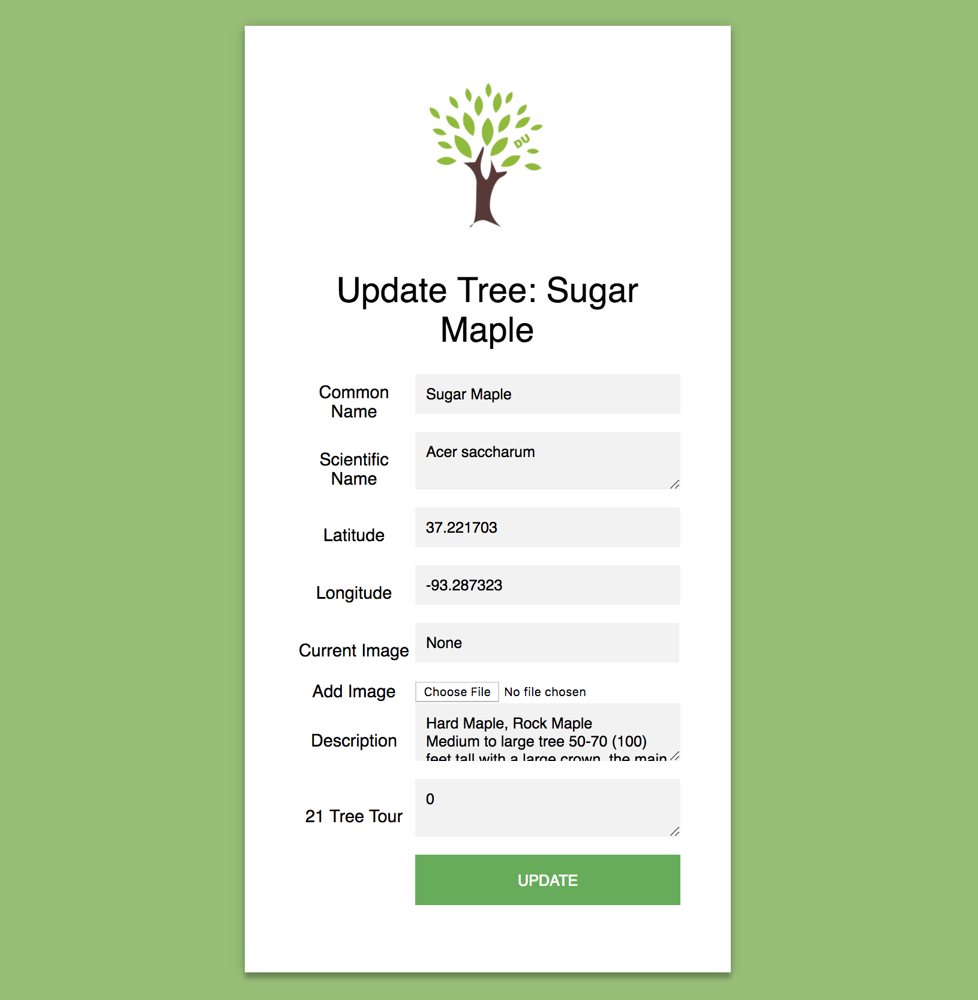 DU
Update Tree: Sugar
Maple
Common
Name
Sugar Maple
Scientific
Name
Acer saccharum
Latitude
37.221703
Longitude
-93.287323
Current Image
None
Add Image
Choose File No file chosen
Description
Hard Maple, Rock Maple
Medium to large tree 50-70 (100)
feet tall with a large crown, the main
21 Tree Tour
0
UPDATE